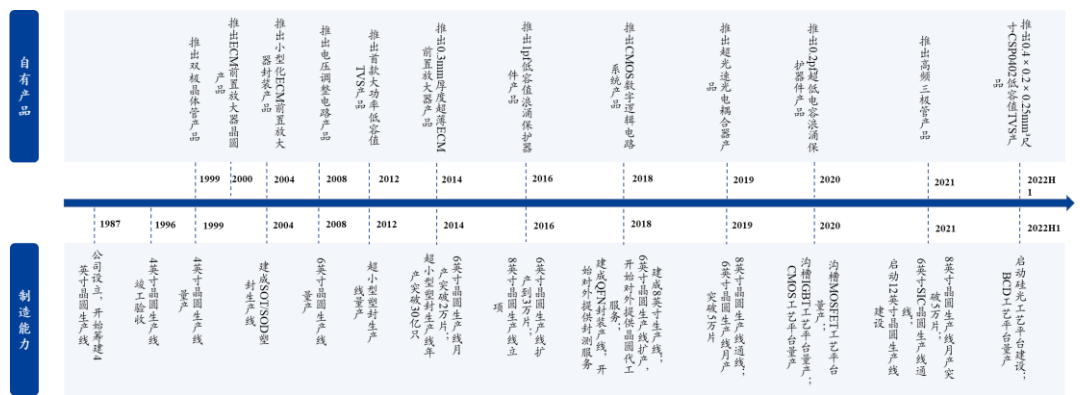 自有产品
推出双极晶体管产品
推出ECM前置放大器晶圆
产品
推出小型化ECM前置放大
器封装产品
推出电压调整电路产品
推出首款大功率低容值
TVS产品
推出0.3mm厚度超薄ECM
前置放大器产品
推出1pf低容值浪涌保护器
件产品
推出CMOS数字逻辑电路
系统产品
推出超光速光电耦合器产
品
推出0.2pf超低电容浪涌保
护器件产品
推出高频三极管产品
推出0.4×0.2×0.25mm³尺
寸CSP0402低容值TVS产
品
1999
2000
2004
2008
2012
2014
2016
2018
2019
2020
2021
2022H
1
1987
1996
1999
2004
2008
2012
2014
2016
2018
2019
2020
2021
2022H1
制造能力
公司设立,开始筹建4
英寸晶圆生产线
4英寸晶圆生产线
竣工验收
4英寸晶圆生产线
量产
建成SOT/SOD塑
封生产线
6英寸晶圆生产线
量产
超小型塑封生产
线量产
6英寸晶圆生产线月
产突破2万片;
超小型塑封生产线年
产突破30亿只
6英寸晶圆生产线扩
产到3万片;
8英寸晶圆生产线立
项
建成8英寸生产线;
6英寸晶圆生产线扩产,
开始对外提供晶圆代工
服务;
建成QFN封装产线,开
始对外提供封测服务
8英寸晶圆生产线通线;
6英寸晶圆生产线月产
突破5万片
沟槽MOSFET工艺平台
量产;
沟槽IGBT工艺平台量产;
CMOS工艺平台量产
8英寸晶圆生产线月产突
破5万片;
6英寸SIC晶圆生产线通
线;
启动12英寸晶圆生产线
建设
启动硅光工艺平台建设;
BCD工艺平台量产